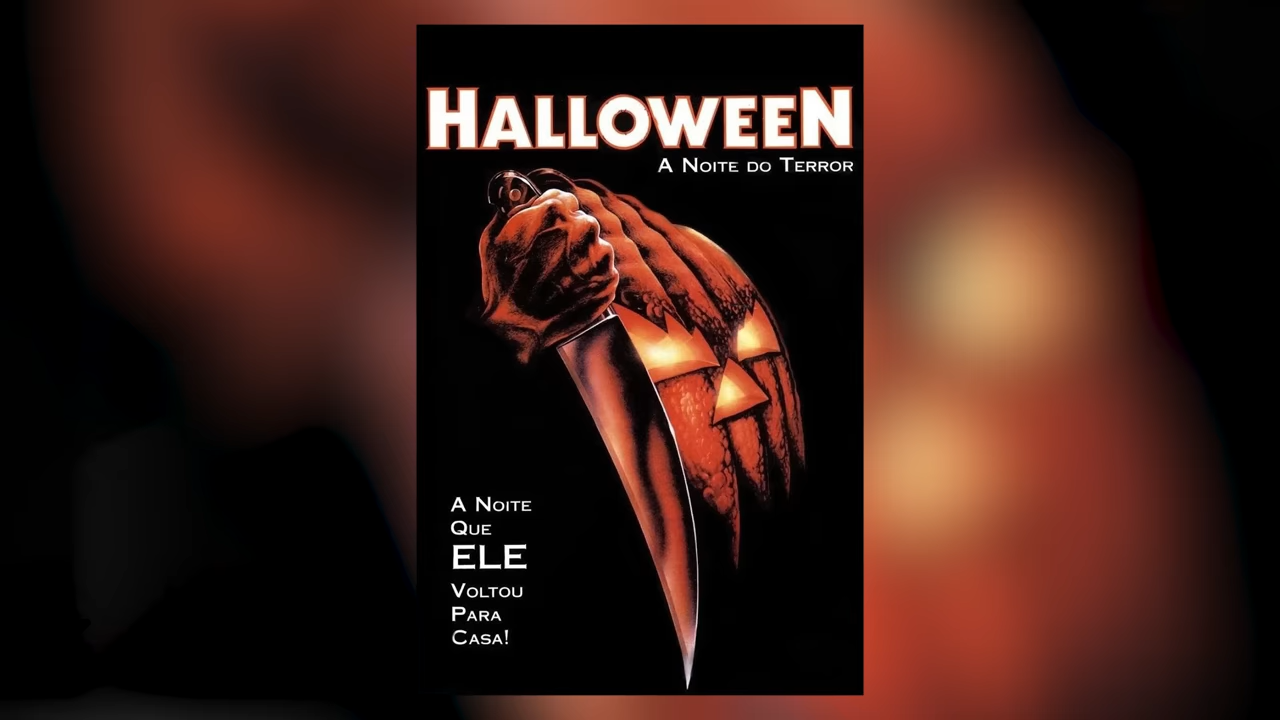 HALLOWEEN
A NOITE DO TERROR
A NOITE
QUE
ELE
VOLTOU
PARA
CASA!